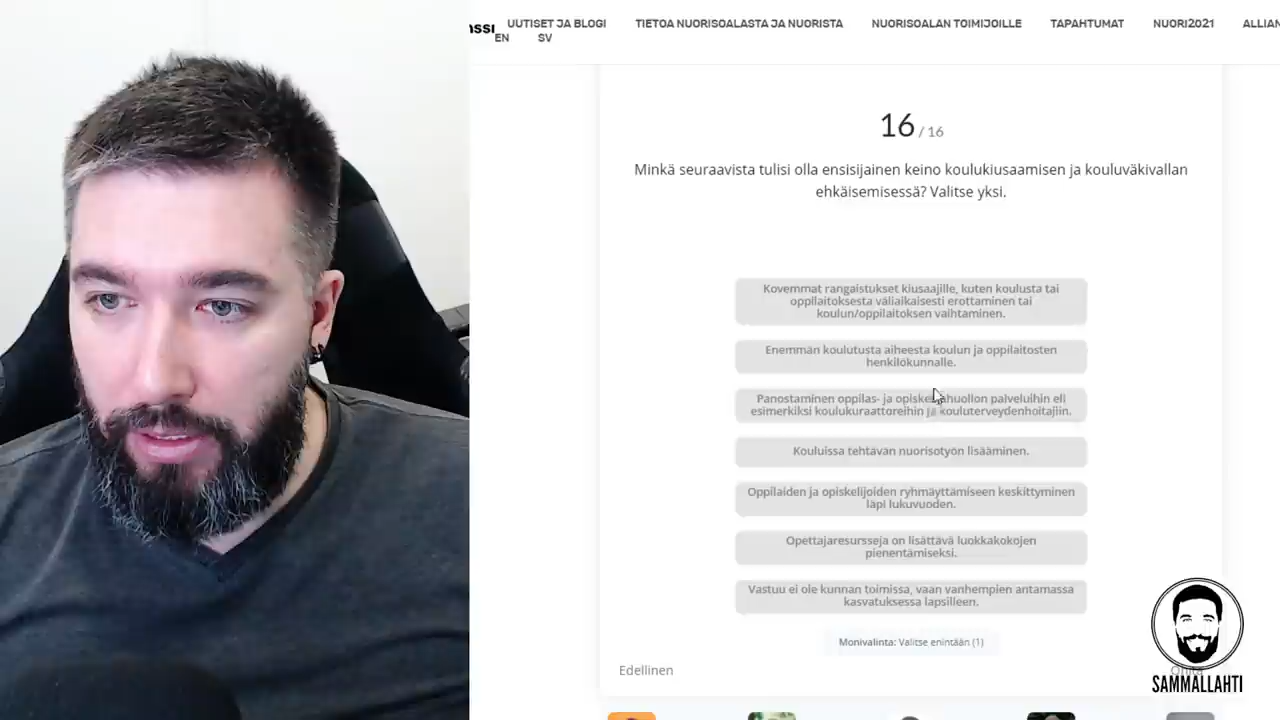 nssi
UUTISET JA BLOGI TIETOA NUORISOALASTA JA NUORISTA NUORISOALAN TOIMIJOILLE TAPAHTUMAT NUORI2021 ALLIAN
EN SV
16 / 16
Minkä seuraavista tulisi olla ensisijainen keino koulukiusaamisen ja kouluväkivallan
ehkäisemisessä? Valitse yksi.
Kovemmat rangaistukset kiusaajille, kuten koulusta tai
oppilaitoksesta väliaikaisesti erottaminen tai
koulun/oppilaitoksen vaihtaminen.
Enemmän koulutusta aiheesta koulun ja oppilaitosten
henkilökunnalle.
Panostaminen oppilas- ja opiskelijahuollon palveluihin eli
esimerkiksi koulukuraattoreihin ja kouluterveydenhoitajiin.
Kouluissa tehtävän nuorisotyön lisääminen.
Oppilaiden ja opiskelijoiden ryhmäyttämiseen keskittyminen
läpi lukuvuoden.
Opettajaresursseja on lisättävä luokkakokojen
pienentämiseksi.
Vastuu ei ole kunnan toimissa, vaan vanhempien antamassa
kasvatuksessa lapsilleen.
Monivalinta: Valitse enintään (1)
Edellinen
Ohita
SAMMALLAHTI